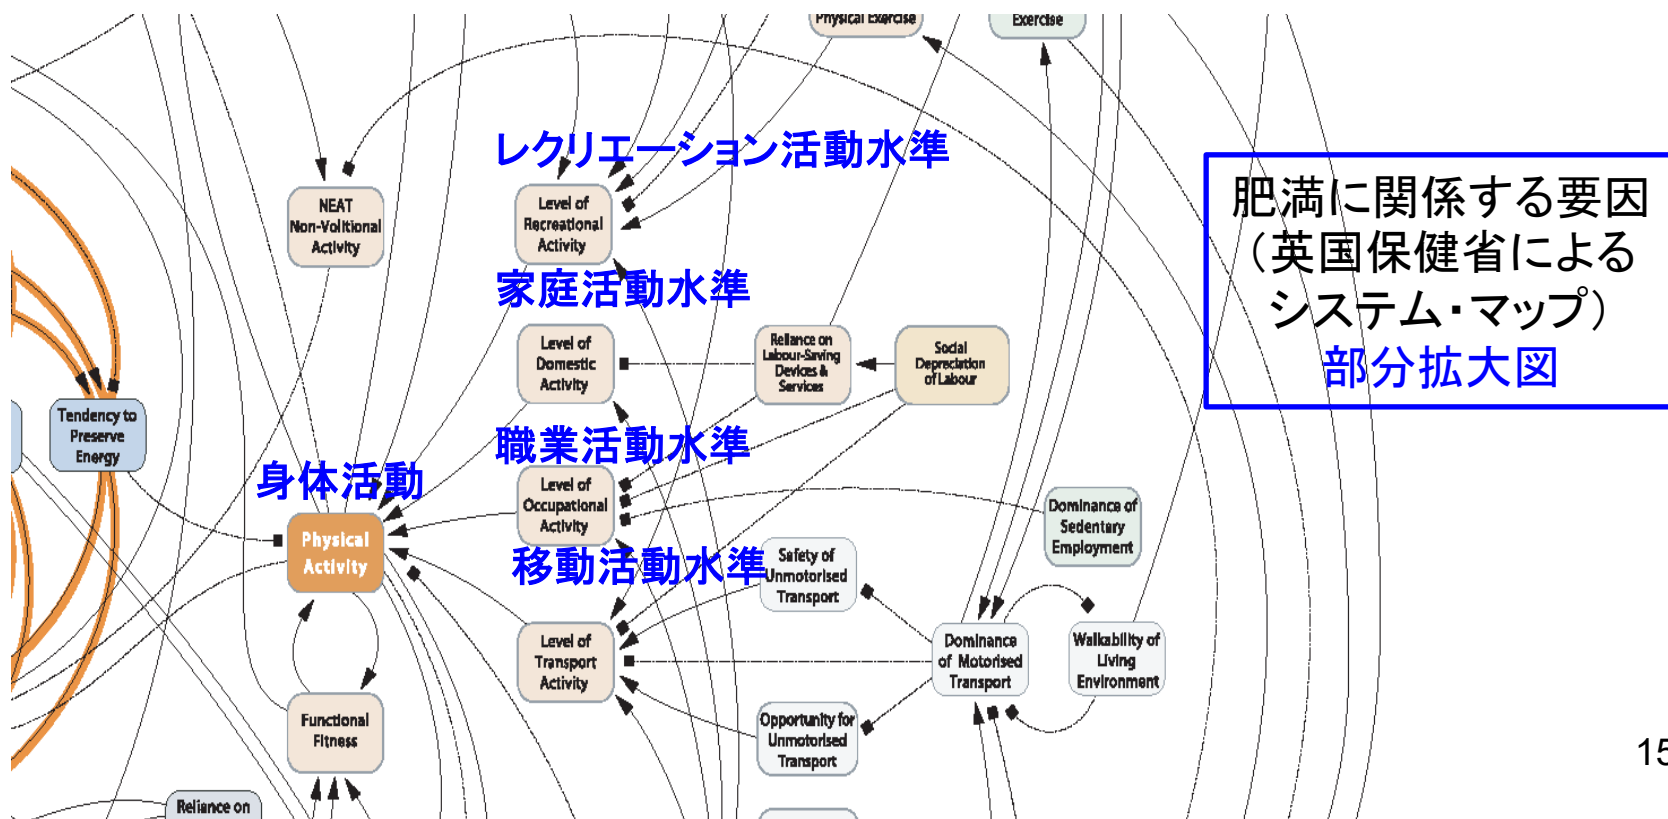 Physical Exercise
Exercise
レクリエーション活動水準
NEAT
Non-Volitional
Activity
Level of
Recreational
Activity
肥満に関係する要因
（英国保健省による
システム・マップ）
部分拡大図
家庭活動水準
Level of
Domestic
Activity
Reliance on
Labour-Saving
Devices &
Services
Social
Depreciation
of Labour
Tendency to
Preserve
Energy
職業活動水準
身体活動
Level of
Occupational
Activity
Dominance of
Sedentary
Employment
Physical
Activity
移動活動水準
Safety of
Unmotorised
Transport
Level of
Transport
Activity
Dominance
of Motorised
Transport
Walkability of
Living
Environment
Functional
Fitness
Opportunity for
Unmotorised
Transport
15
Reliance on